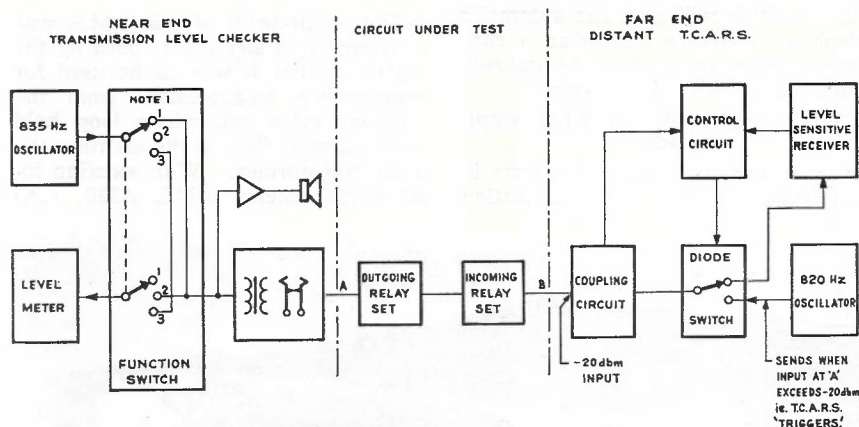 NEAR END
TRANSMISSION LEVEL CHECKER
CIRCUIT UNDER TEST
FAR END
DISTANT T.C.A.R.S.
835 Hz
OSCILLATOR
NOTE 1
1
2
3
LEVEL
METER
1
2
3
FUNCTION
SWITCH
A
OUTGOING
RELAY
SET
INCOMING
RELAY
SET
B
CONTROL
CIRCUIT
LEVEL
SENSITIVE
RECEIVER
COUPLING
CIRCUIT
DIODE
SWITCH
820 Hz
OSCILLATOR
-20dbm
INPUT
SENDS WHEN
INPUT AT 'A'
EXCEEDS-20dbm
ie. T.C.A.R.S.
'TRIGGERS.'